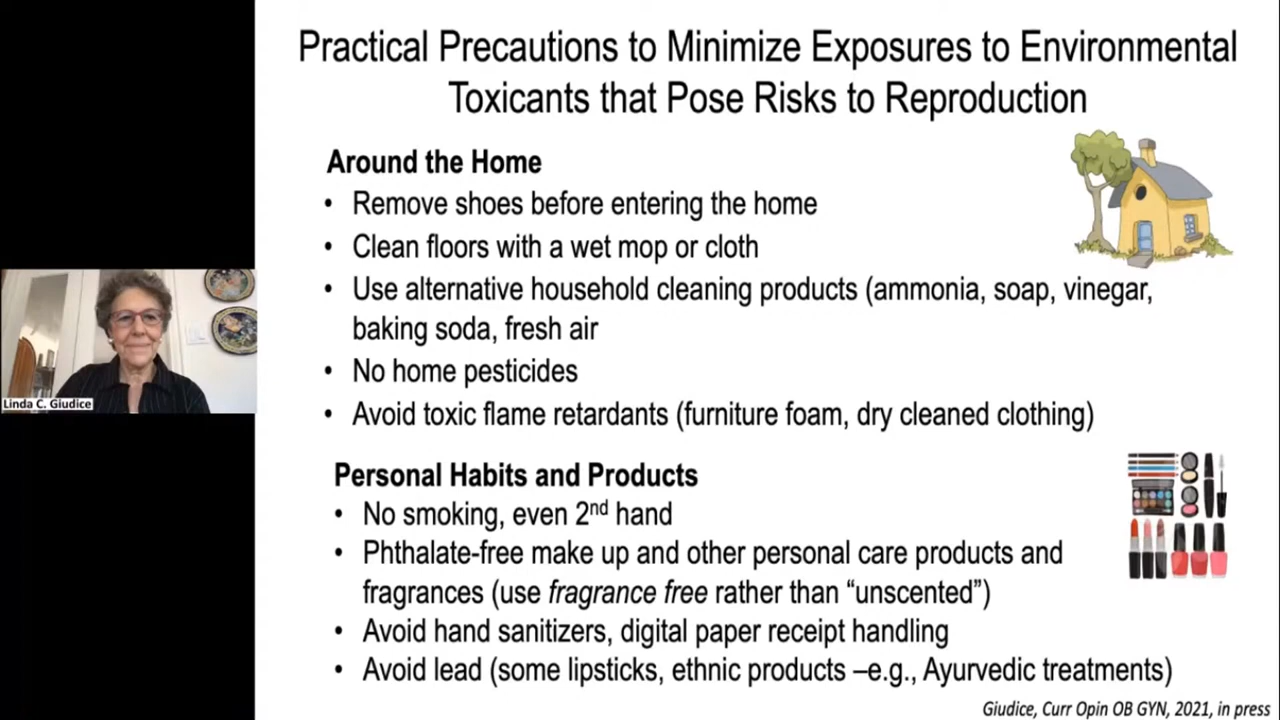 Practical Precautions to Minimize Exposures to Environmental
Toxicants that Pose Risks to Reproduction
Around the Home
• Remove shoes before entering the home
• Clean floors with a wet mop or cloth
• Use alternative household cleaning products (ammonia, soap, vinegar,
baking soda, fresh air
• No home pesticides
• Avoid toxic flame retardants (furniture foam, dry cleaned clothing)
Linda C. Giudice
Personal Habits and Products
• No smoking, even 2nd hand
• Phthalate-free make up and other personal care products and
fragrances (use fragrance free rather than “unscented”)
• Avoid hand sanitizers, digital paper receipt handling
• Avoid lead (some lipsticks, ethnic products –e.g., Ayurvedic treatments)
Giudice, Curr Opin OB GYN, 2021, in press